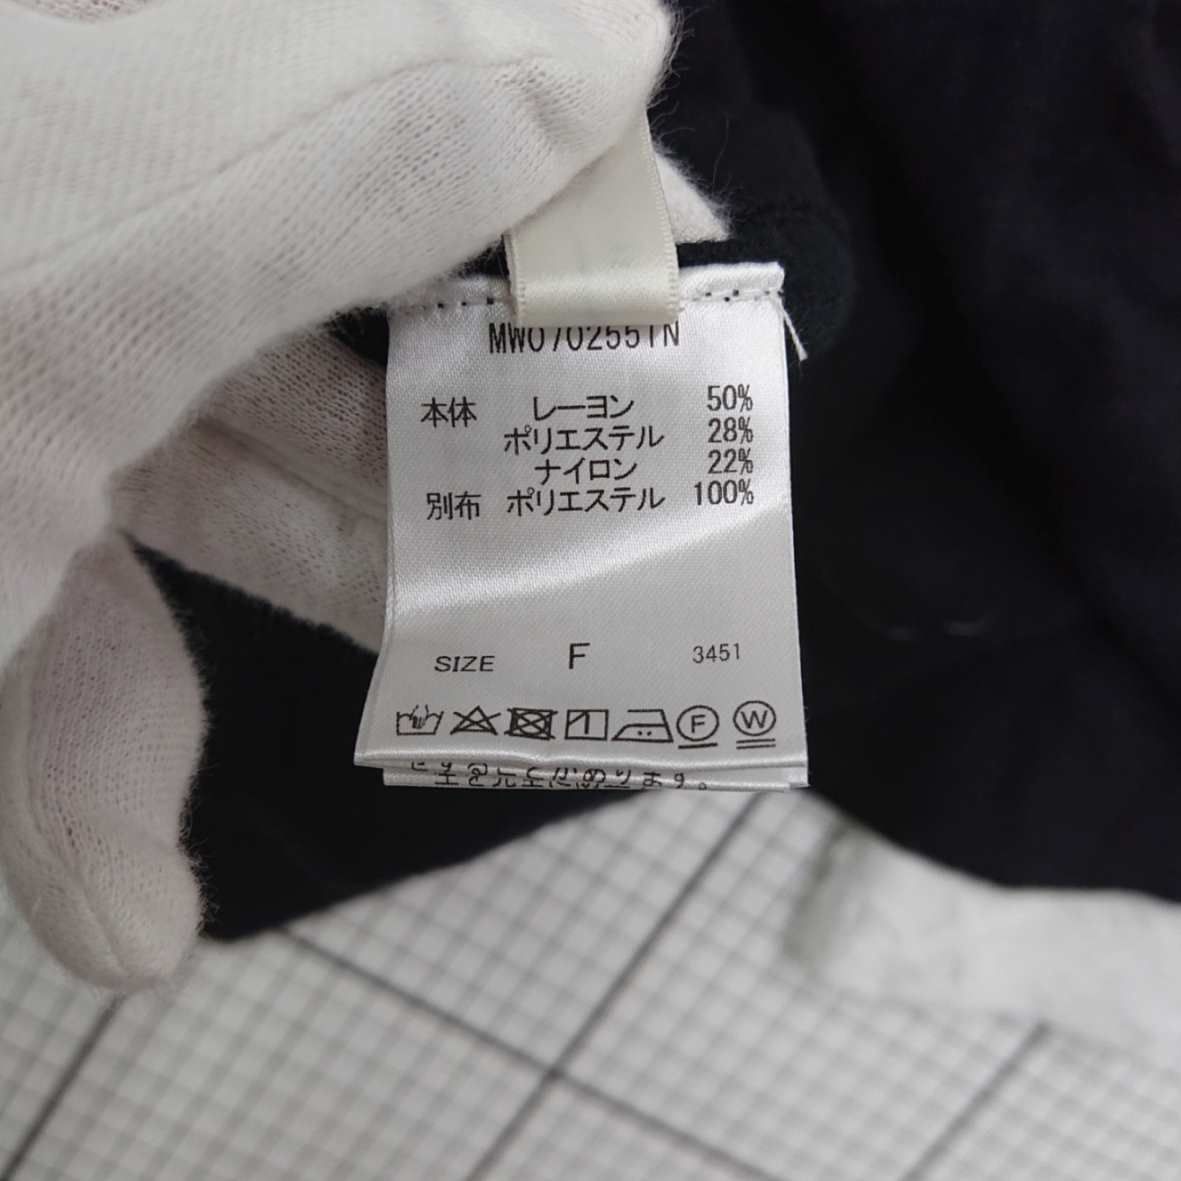 MW0702551N
本体 レーヨン 50%
ポリエステル 28%
ナイロン 22%
別布 ポリエステル 100%
SIZE F 3451
F W